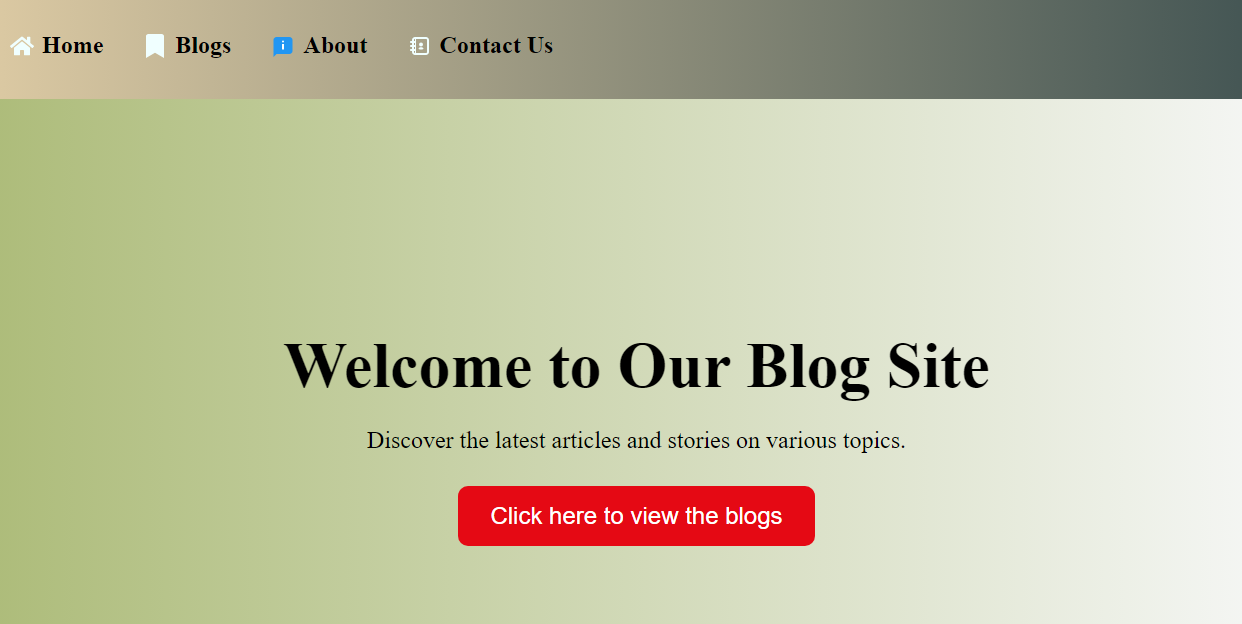 Home Blogs About Contact Us
Welcome to Our Blog Site
Discover the latest articles and stories on various topics.
Click here to view the blogs